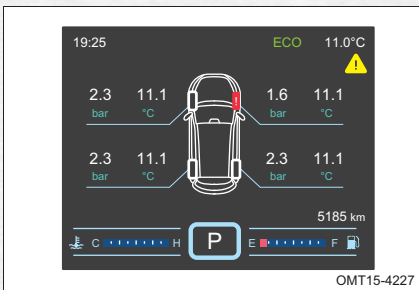 19:25 ECO 11.0°C
2.3 11.1 1.6 11.1
bar °C bar °C
2.3 11.1 2.3 11.1
bar °C bar °C
5185 km
C H P E F
OMT15-4227